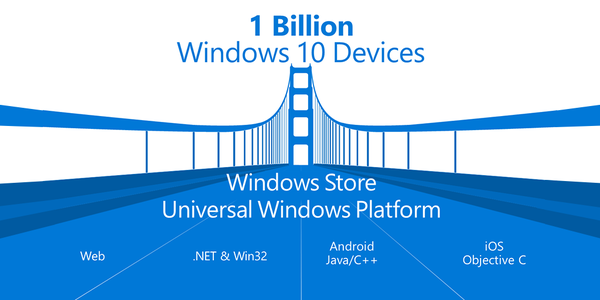 1 Billion
Windows 10 Devices
Windows Store
Universal Windows Platform
Web
.NET & Win32
Android
Java/C++
iOS
Objective C